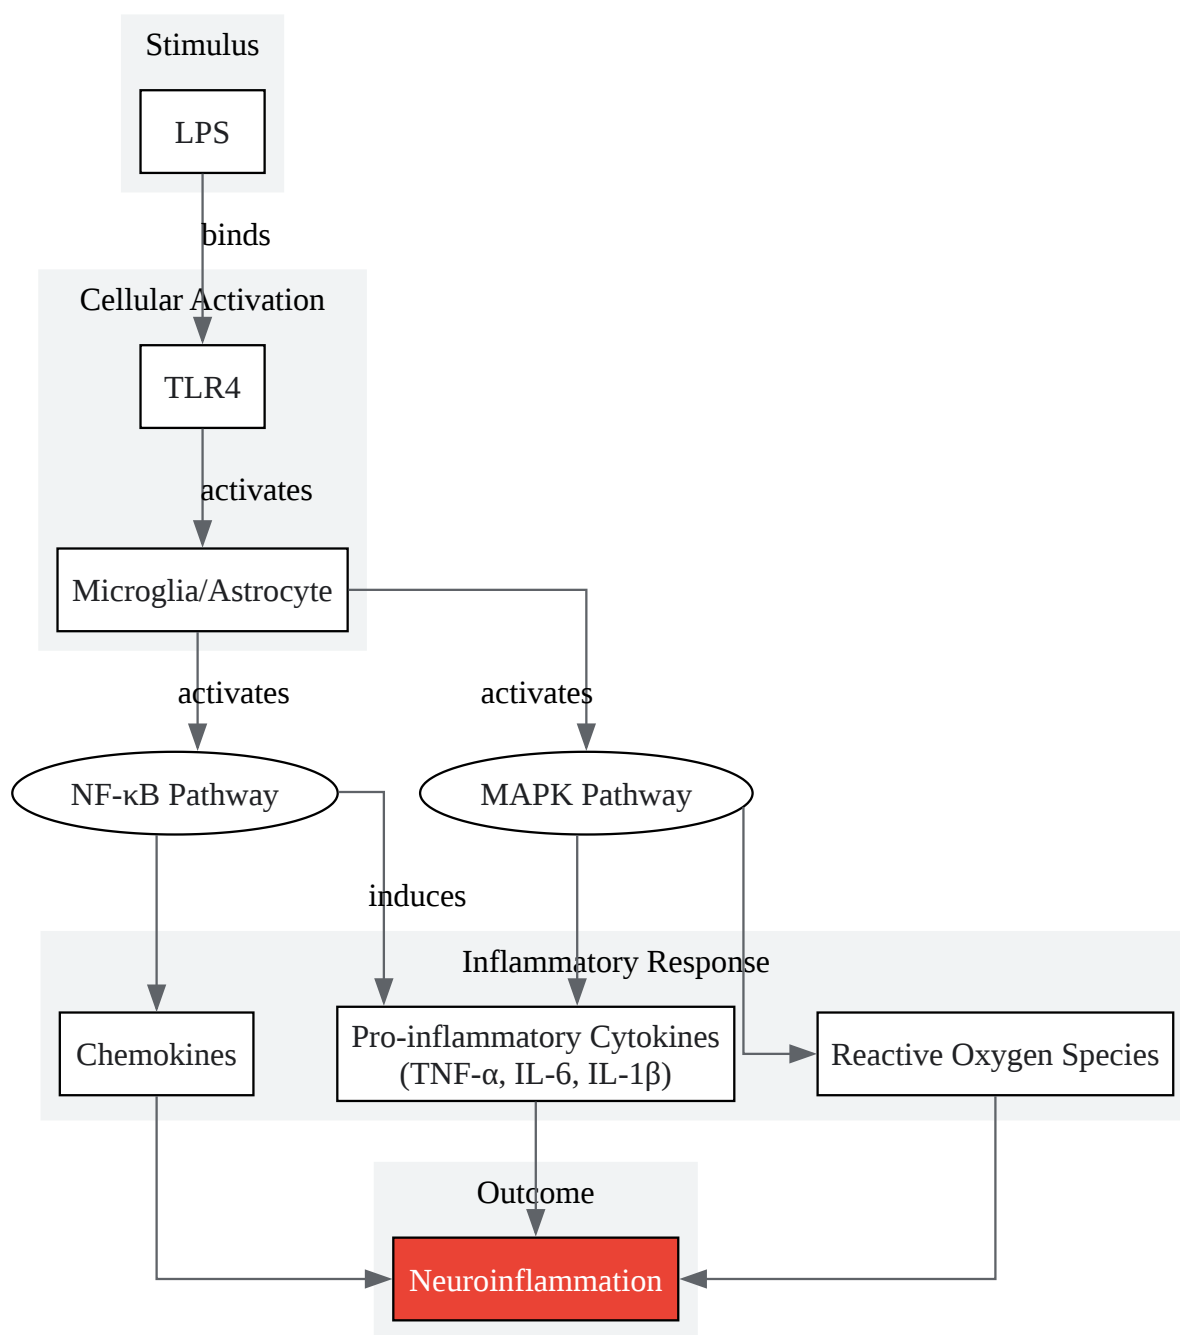 Stimulus
LPS
binds
Cellular Activation
TLR4
activates
Microglia/Astrocyte
activates
activates
NF-κB Pathway
MAPK Pathway
induces
Inflammatory Response
Chemokines
Pro-inflammatory Cytokines
(TNF-α, IL-6, IL-1β)
Reactive Oxygen Species
Outcome
Neuroinflammation